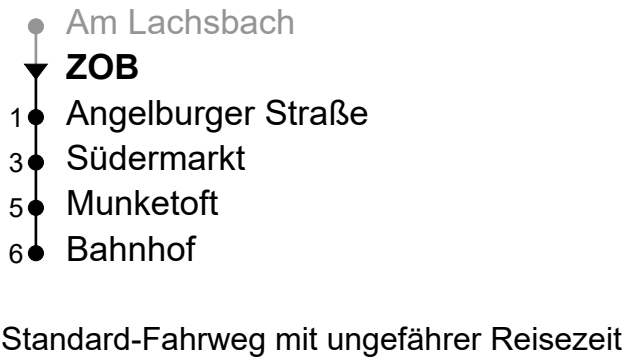 Am Lachsbach
ZOB
1 Angelburger Straße
3 Südermarkt
5 Munketoft
6 Bahnhof
Standard-Fahrweg mit ungefährer Reisezeit